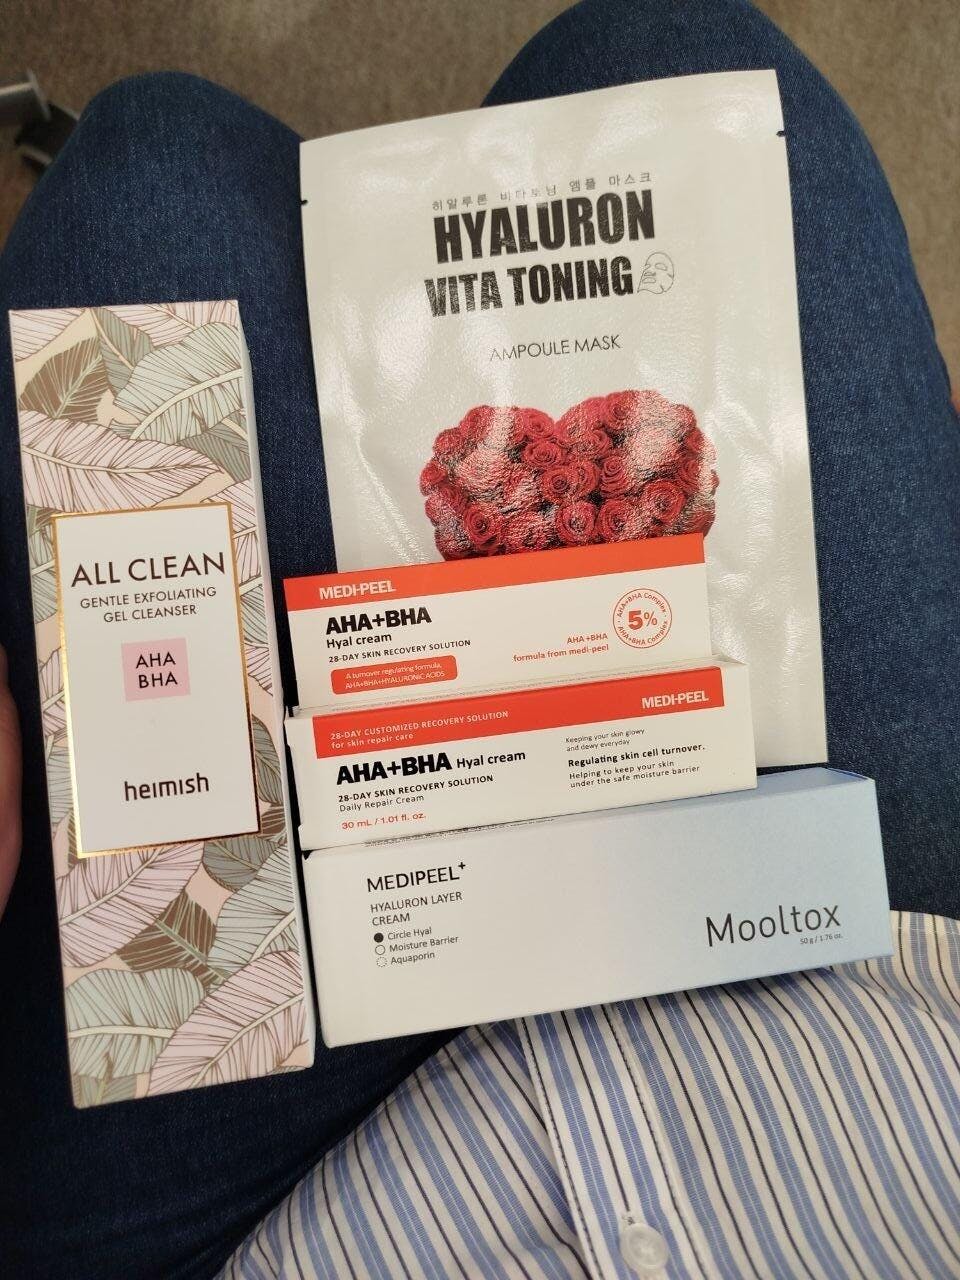 히알루론 비타토닝 앰플 마스크
HYALURON
VITA TONING
AMPOULE MASK
ALL CLEAN
GENTLE EXFOLIATING
GEL CLEANSER
AHA
BHA
heimish
MEDI-PEEL
AHA+BHA
Hyal cream
28-DAY SKIN RECOVERY SOLUTION
A turnover regulating formula,
AHA+BHA+HYALURONIC ACIDS
AHA+BHA
formula from medi-peel
AHA+BHA Complex
5%
AHA+BHA Complex
28-DAY CUSTOMIZED RECOVERY SOLUTION
for skin repair care
MEDI-PEEL
AHA+BHA Hyal cream
28-DAY SKIN RECOVERY SOLUTION
Daily Repair Cream
30 mL / 1.01 fl. oz.
Keeping your skin glowy
and dewy everyday
Regulating skin cell turnover.
Helping to keep your skin
under the safe moisture barrier
MEDIPEEL+
HYALURON LAYER
CREAM
Circle Hyal
Moisture Barrier
Aquaporin
Mooltox
50 g / 1.76 oz.